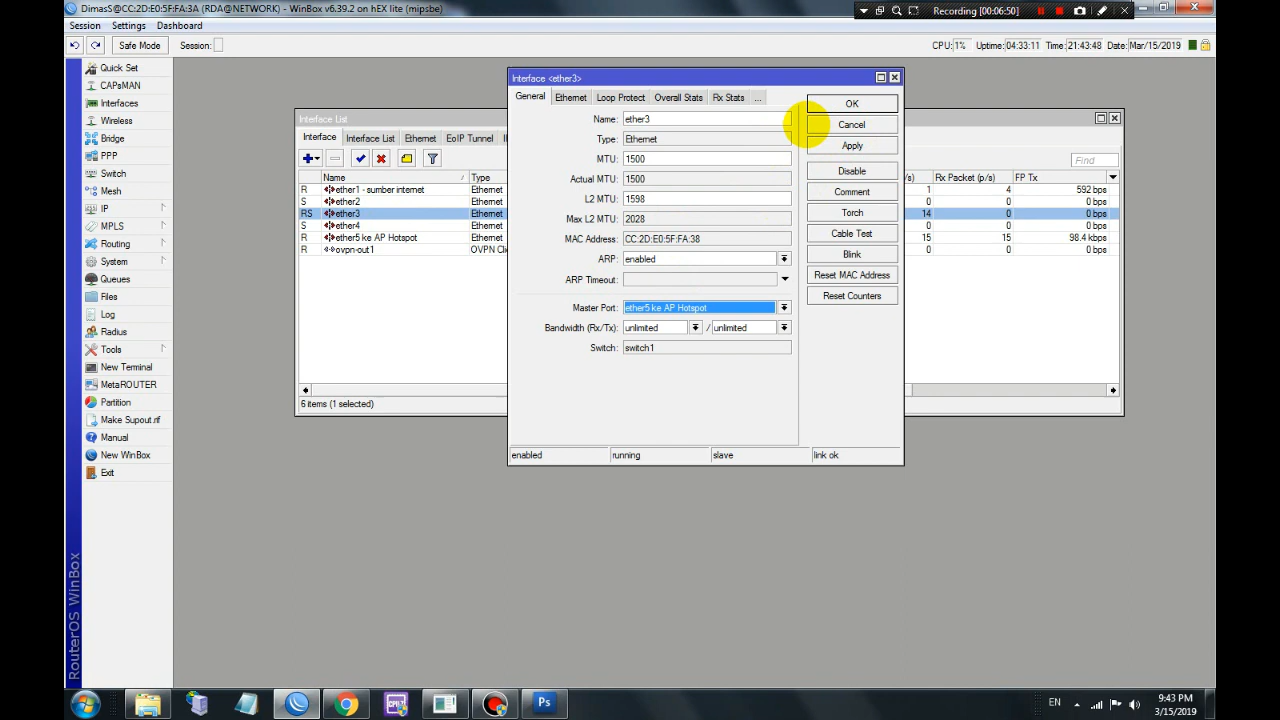 DimasS@CC:2D:E0:5F:FA:3A (RDA@NETWORK) - WinBox v6.39.2 on hEX lite (mipsbe)
Recording [00:06:50]
Session Settings Dashboard
Safe Mode Session: Uptime: 04:33:11 Time: 21:43:48 Date: Mar/15/2019
Quick Set
CAPsMAN
Interfaces
Wireless
Bridge
PPP
Switch
Mesh
IP
MPLS
Routing
System
Queues
Files
Log
Radius
Tools
New Terminal
MetaROUTER
Partition
Make Supout.rif
Manual
New WinBox
Exit
RouterOS WinBox
Interface List
Interface Interface List Ethernet EoIP Tunnel
Find
Name Type Rx Packet (p/s) FP Tx
R ether1 - sumber internet Ethernet 1 4 592 bps
S ether2 Ethernet 0 0 0 bps
RS ether3 Ethernet 14 0 0 bps
S ether4 Ethernet 0 0 0 bps
R ether5 ke AP Hotspot Ethernet 15 15 98.4 kbps
R ovpn-out1 OVPN Cli 0 0 0 bps
6 items (1 selected)
Interface <ether3>
General Ethernet Loop Protect Overall Stats Rx Stats ...
Name: ether3
Type: Ethernet
MTU: 1500
Actual MTU: 1500
L2 MTU: 1598
Max L2 MTU: 2028
MAC Address: CC:2D:E0:5F:FA:38
ARP: enabled
ARP Timeout:
Master Port: ether5 ke AP Hotspot
Bandwidth (Rx/Tx): unlimited / unlimited
Switch: switch1
OK
Cancel
Apply
Disable
Comment
Torch
Cable Test
Blink
Reset MAC Address
Reset Counters
enabled running slave link ok
Ps
EN
9:43 PM
3/15/2019